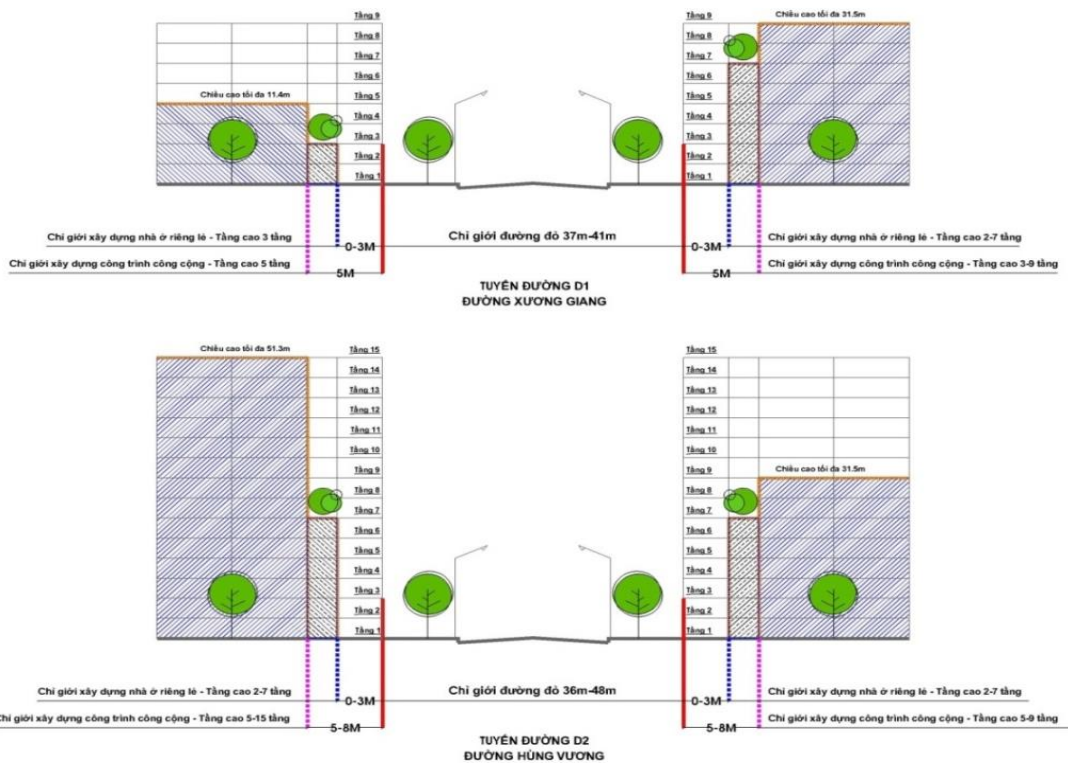 Tầng 9
Tầng 8
Tầng 7
Tầng 6
Tầng 5
Tầng 4
Tầng 3
Tầng 2
Tầng 1
Chiều cao tối đa 11.4m
Tầng 9
Tầng 8
Tầng 7
Tầng 6
Tầng 5
Tầng 4
Tầng 3
Tầng 2
Tầng 1
Chiều cao tối đa 31.5m
Chỉ giới xây dựng nhà ở riêng lẻ - Tầng cao 3 tầng
0-3M
Chỉ giới đường đỏ 37m-41m
0-3M
Chỉ giới xây dựng nhà ở riêng lẻ - Tầng cao 2-7 tầng
Chỉ giới xây dựng công trình công cộng - Tầng cao 5 tầng
5M
5M
Chỉ giới xây dựng công trình công cộng - Tầng cao 3-9 tầng
TUYẾN ĐƯỜNG D1
ĐƯỜNG XƯƠNG GIANG
Chiều cao tối đa 51.3m
Tầng 15
Tầng 14
Tầng 13
Tầng 12
Tầng 11
Tầng 10
Tầng 9
Tầng 8
Tầng 7
Tầng 6
Tầng 5
Tầng 4
Tầng 3
Tầng 2
Tầng 1
Tầng 15
Tầng 14
Tầng 13
Tầng 12
Tầng 11
Tầng 10
Tầng 9
Tầng 8
Tầng 7
Tầng 6
Tầng 5
Tầng 4
Tầng 3
Tầng 2
Tầng 1
Chiều cao tối đa 31.5m
Chỉ giới xây dựng nhà ở riêng lẻ - Tầng cao 2-7 tầng
0-3M
Chỉ giới đường đỏ 36m-48m
0-3M
Chỉ giới xây dựng nhà ở riêng lẻ - Tầng cao 2-7 tầng
Chỉ giới xây dựng công trình công cộng - Tầng cao 5-15 tầng
5-8M
5-8M
Chỉ giới xây dựng công trình công cộng - Tầng cao 5-9 tầng
TUYẾN ĐƯỜNG D2
ĐƯỜNG HÙNG VƯƠNG